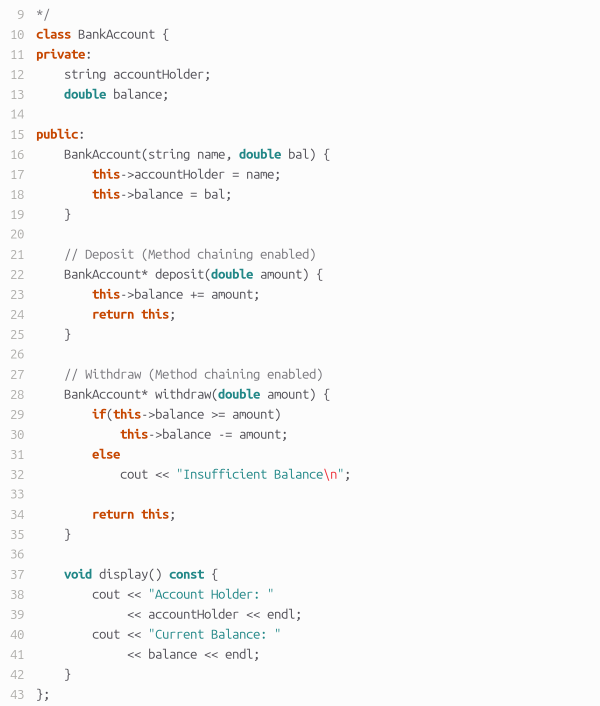 9 */
10 class BankAccount {
11 private:
12     string accountHolder;
13     double balance;
14
15 public:
16     BankAccount(string name, double bal) {
17         this->accountHolder = name;
18         this->balance = bal;
19     }
20
21     // Deposit (Method chaining enabled)
22     BankAccount* deposit(double amount) {
23         this->balance += amount;
24         return this;
25     }
26
27     // Withdraw (Method chaining enabled)
28     BankAccount* withdraw(double amount) {
29         if(this->balance >= amount)
30             this->balance -= amount;
31         else
32             cout << "Insufficient Balance\n";
33
34         return this;
35     }
36
37     void display() const {
38         cout << "Account Holder: "
39              << accountHolder << endl;
40         cout << "Current Balance: "
41              << balance << endl;
42     }
43 };